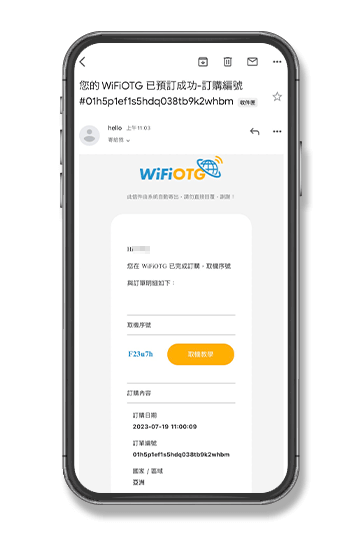 您的 WiFiOTG 已預訂成功-訂購編號
#01h5p1ef1s5hdq038tb9k2whbm 收件匣
hello 上午 11:03
寄給我
WiFiOTG
此信件由系統自動寄出，請勿直接回覆，謝謝！
Hi
您在 WiFiOTG 已完成訂購，取機序號
與訂單明細如下：
取機序號
F23u7h 取機教學
訂購內容
訂購日期
2023-07-19 11:00:09
訂單編號
01h5p1ef1s5hdq038tb9k2whbm
國家 / 區域
亞洲